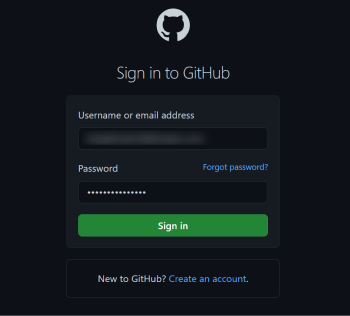 Sign in to GitHub
Username or email address
Password Forgot password?
•••••••••••••••
Sign in
New to GitHub? Create an account.